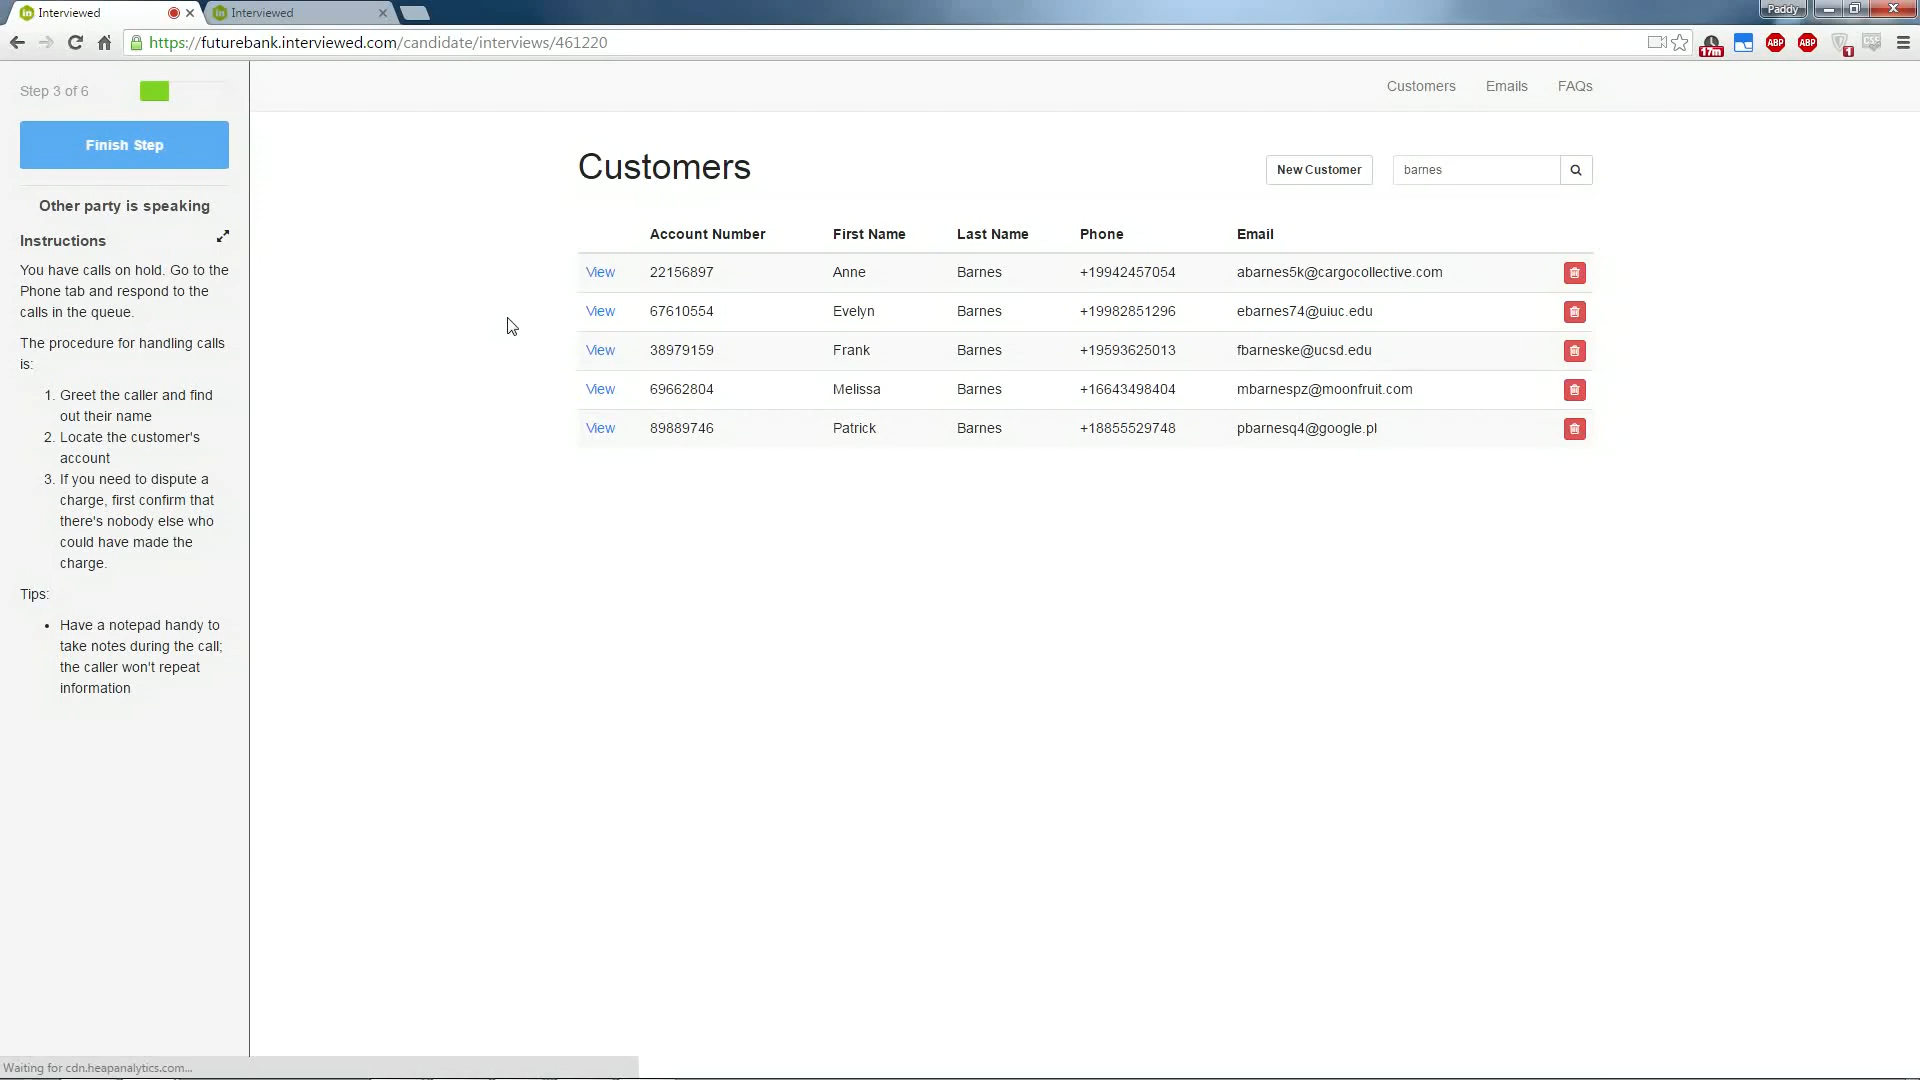 Interviewed
Interviewed
Paddy
https://futurebank.interviewed.com/candidate/interviews/461220
17m
ABP
ABP
1
Step 3 of 6
Finish Step
Other party is speaking
Instructions
You have calls on hold. Go to the
Phone tab and respond to the
calls in the queue.
The procedure for handling calls
is:
1. Greet the caller and find
out their name
2. Locate the customer's
account
3. If you need to dispute a
charge, first confirm that
there's nobody else who
could have made the
charge.
Tips:
• Have a notepad handy to
take notes during the call;
the caller won't repeat
information
Customers Emails FAQs
Customers
New Customer
barnes
Account Number First Name Last Name Phone Email
View 22156897 Anne Barnes +19942457054 abarnes5k@cargocollective.com
View 67610554 Evelyn Barnes +19982851296 ebarnes74@uiuc.edu
View 38979159 Frank Barnes +19593625013 fbarneske@ucsd.edu
View 69662804 Melissa Barnes +16643498404 mbarnespz@moonfruit.com
View 89889746 Patrick Barnes +18855529748 pbarnesq4@google.pl
Waiting for cdn.heapanalytics.com...